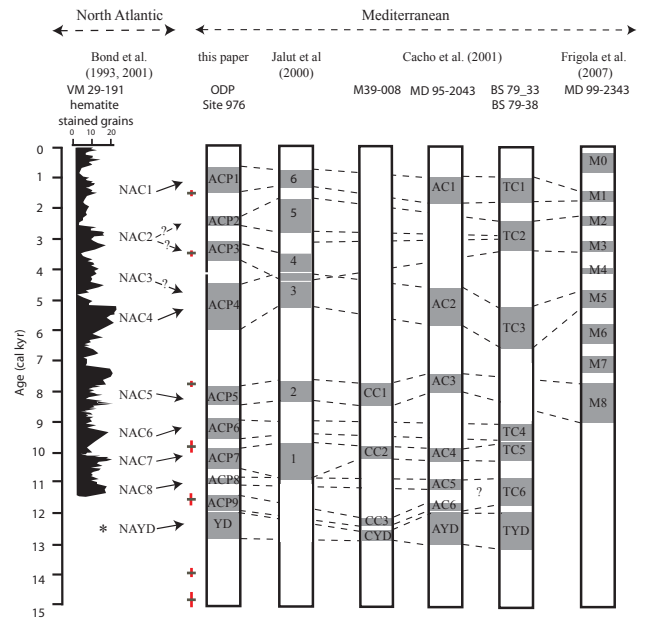 North Atlantic
Mediterranean
Bond et al.
(1993, 2001)
this paper
Jalut et al
(2000)
Cacho et al. (2001)
Frigola et al.
(2007)
VM 29-191
hematite
stained grains
ODP
Site 976
M39-008
MD 95-2043
BS 79_33
BS 79-38
MD 99-2343
0 10 20
Age (cal kyr)
0
1
2
3
4
5
6
7
8
9
10
11
12
13
14
15
NAC1
NAC2
?
?
NAC3
?
NAC4
NAC5
NAC6
NAC7
NAC8
*
NAYD
ACP1
ACP2
ACP3
ACP4
ACP5
ACP6
ACP7
ACP8
ACP9
YD
6
5
4
3
2
1
CC1
CC2
CC3
CYD
AC1
AC2
AC3
AC4
AC5
AC6
AYD
?
TC1
TC2
TC3
TC4
TC5
TC6
TYD
M0
M1
M2
M3
M4
M5
M6
M7
M8